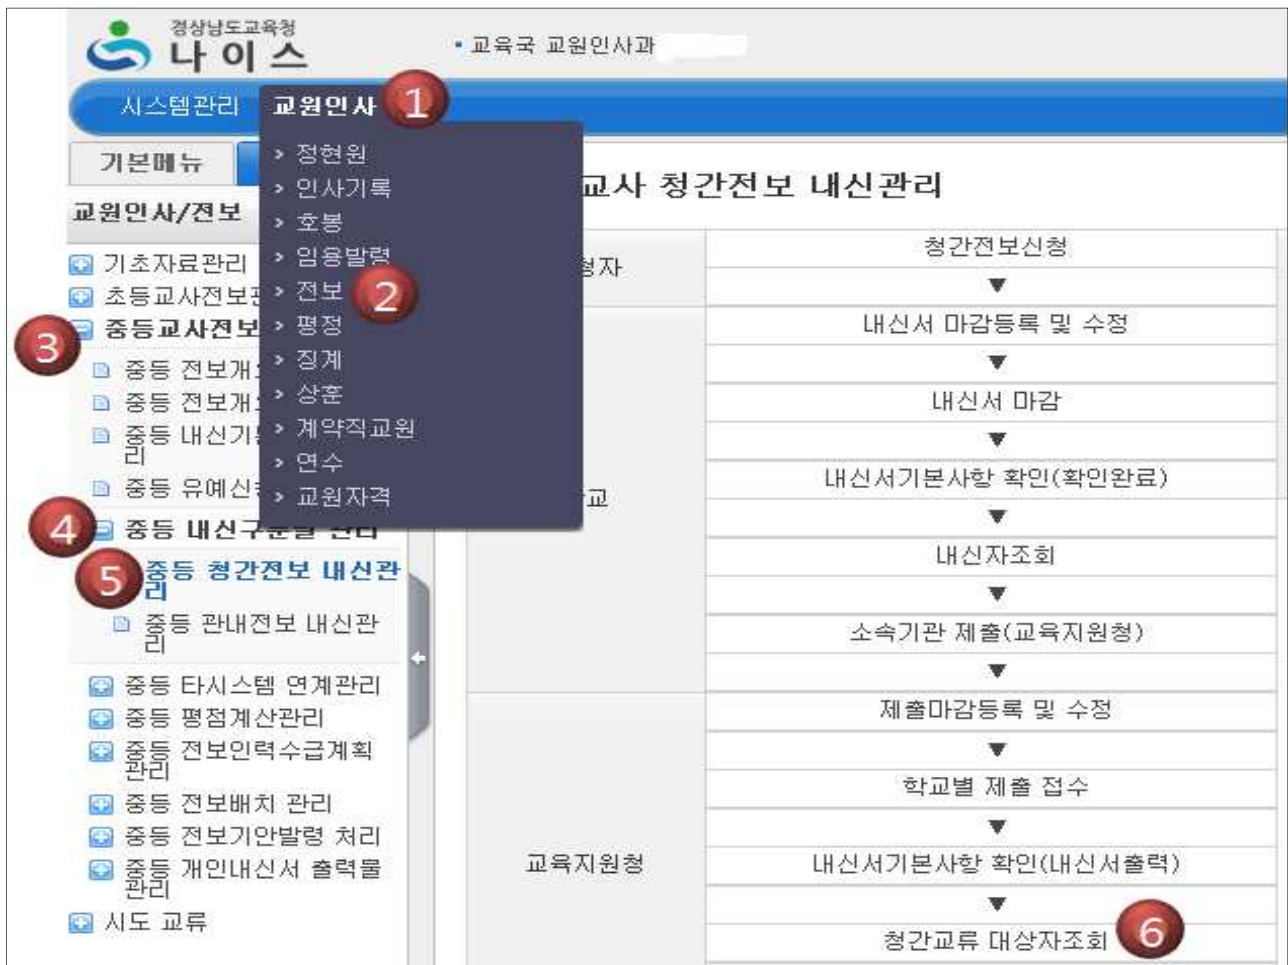 경상남도교육청
나이스
• 교육국 교원인사과
시스템관리
교원인사
1
기본메뉴
교원인사/전보
기초자료관리
초등교사전보
3
중등교사전보
중등 전보개
중등 전보개
중등 내신기
리
중등 유예신
4
중등 내신구분별 관리
5
중등 청간전보 내신관
리
중등 관내전보 내신관
리
중등 타시스템 연계관리
중등 평점계산관리
중등 전보인력수급계획
관리
중등 전보배치 관리
중등 전보기안발령 처리
중등 개인내신서 출력물
관리
시도 교류
› 정현원
› 인사기록
› 호봉
› 임용발령
› 전보
2
› 평정
› 징계
› 상훈
› 계약직교원
› 연수
› 교원자격
교사 청간전보 내신관리
청자
청간전보신청
▼
내신서 마감등록 및 수정
▼
내신서 마감
▼
교
내신서기본사항 확인(확인완료)
▼
내신자조회
▼
소속기관 제출(교육지원청)
▼
교육지원청
제출마감등록 및 수정
▼
학교별 제출 접수
▼
내신서기본사항 확인(내신서출력)
▼
청간교류 대상자조회
6